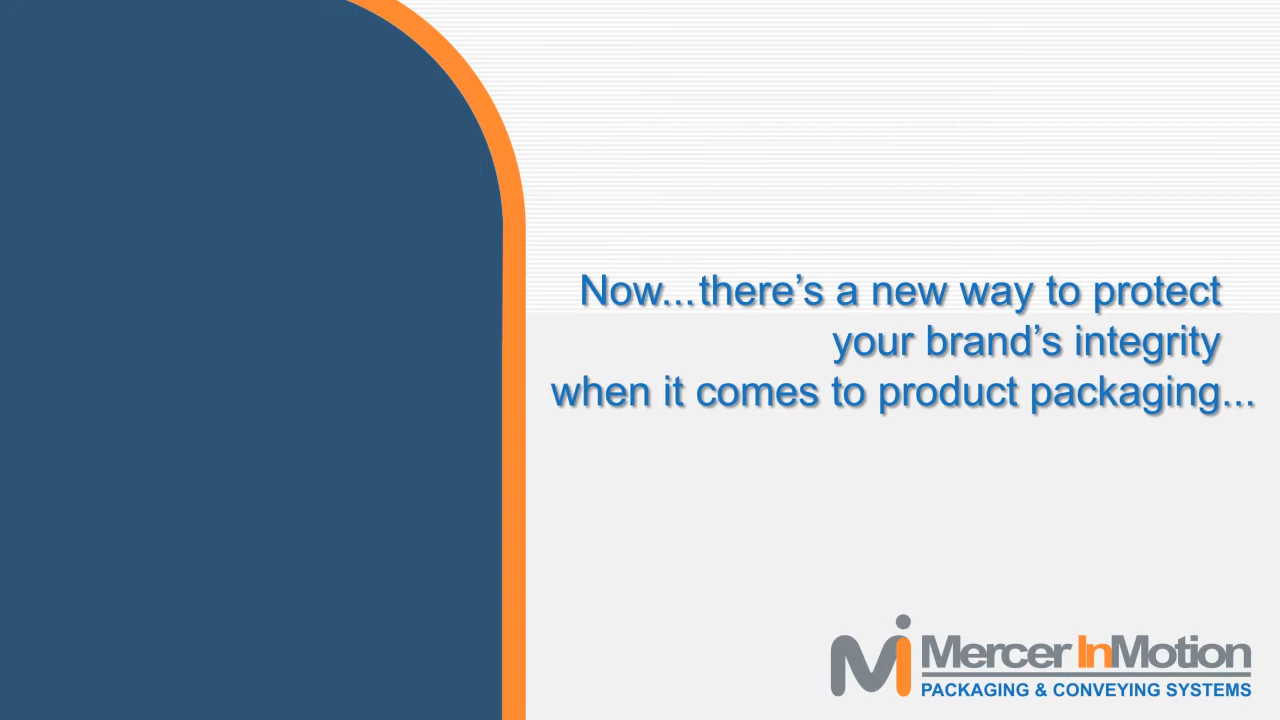 Now...there’s a new way to protect
your brand’s integrity
when it comes to product packaging...
Mercer InMotion
PACKAGING & CONVEYING SYSTEMS